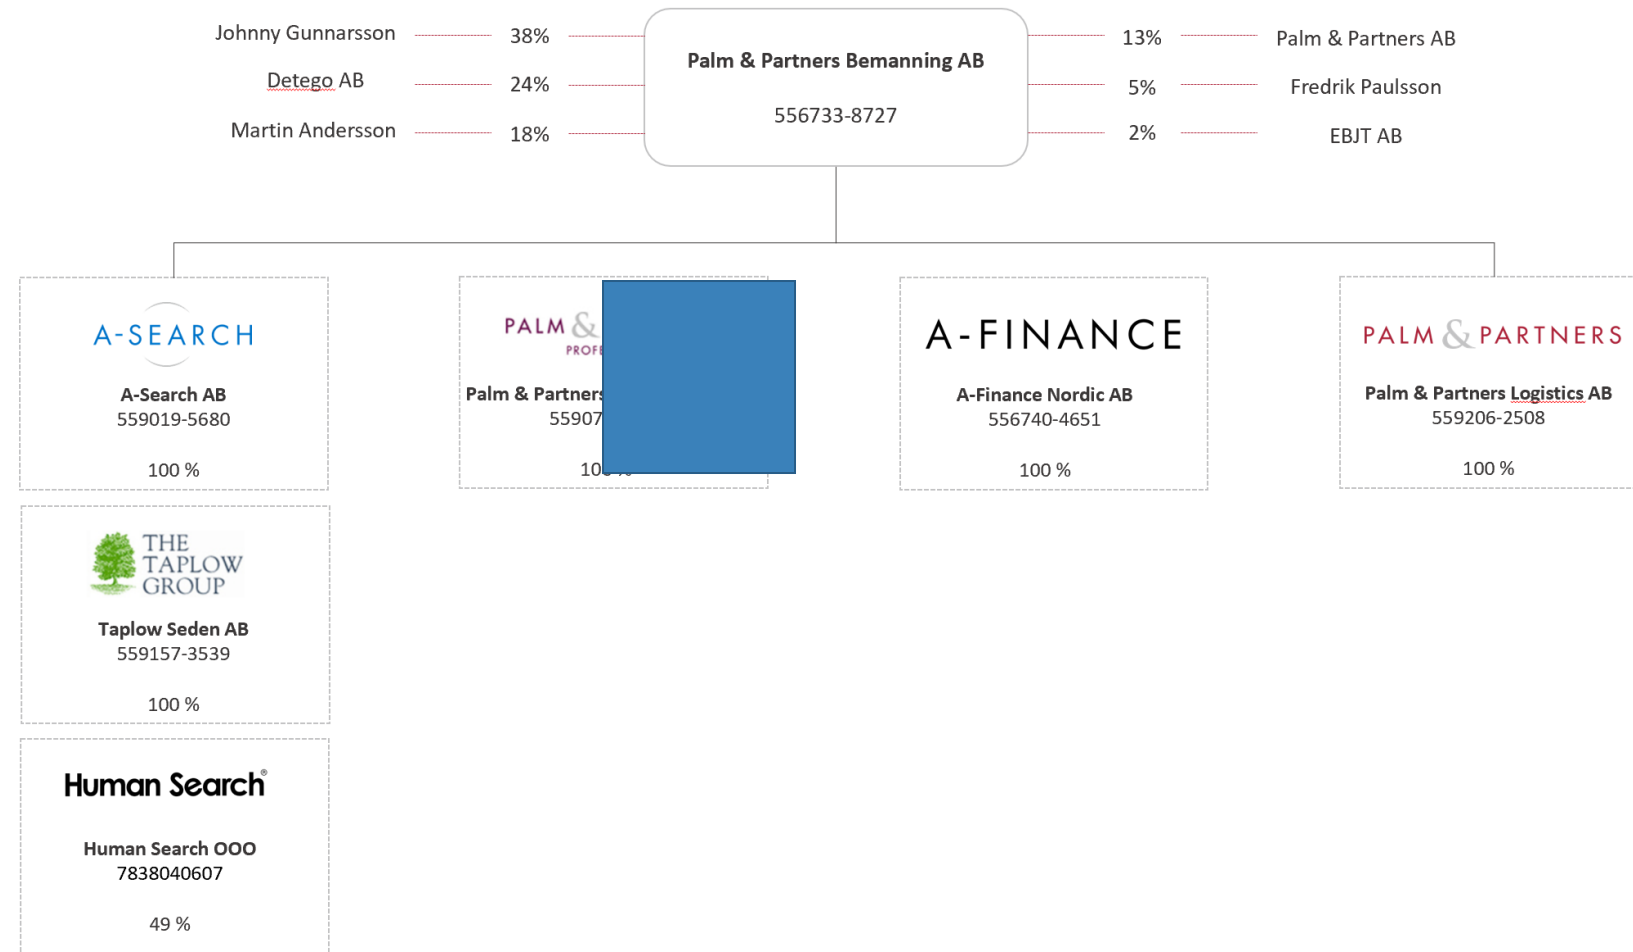 Johnny Gunnarsson 38%
Detego AB 24%
Martin Andersson 18%
Palm & Partners Bemanning AB
556733-8727
13% Palm & Partners AB
5% Fredrik Paulsson
2% EBJT AB
A-SEARCH
A-Search AB
559019-5680
100 %
PALM &
Palm & Partners
100 %
A-FINANCE
A-Finance Nordic AB
556740-4651
100 %
PALM & PARTNERS
Palm & Partners Logistics AB
559206-2508
100 %
THE
TAPLOW
GROUP
Taplow Seden AB
559157-3539
100 %
Human Search®
Human Search OOO
7838040607
49 %